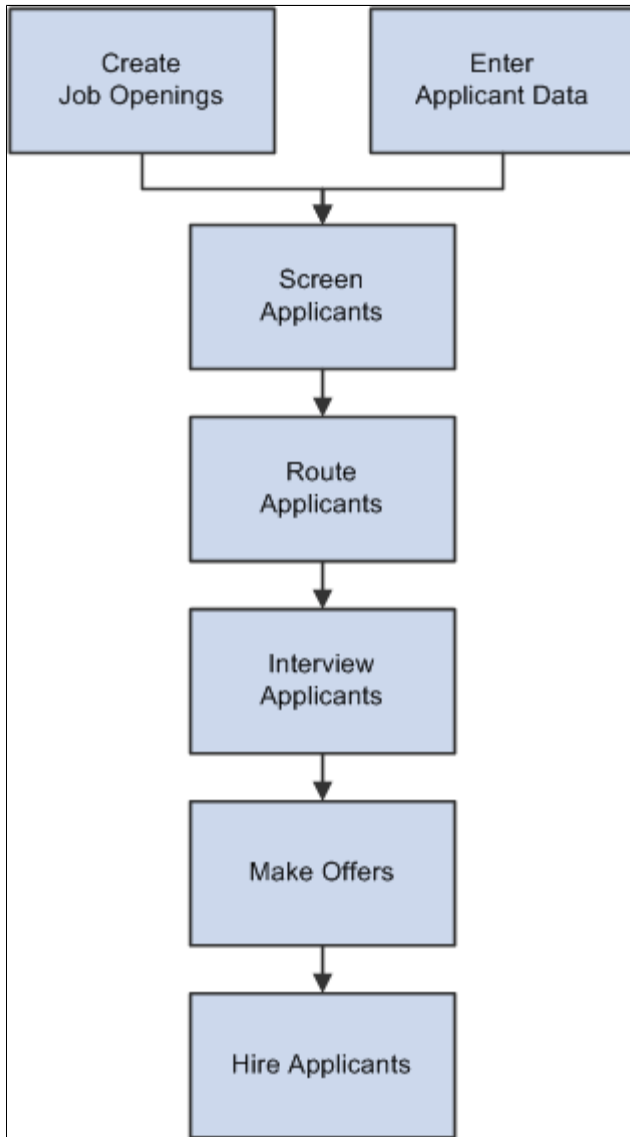 Create
Job Openings
Enter
Applicant Data
Screen
Applicants
Route
Applicants
Interview
Applicants
Make Offers
Hire Applicants